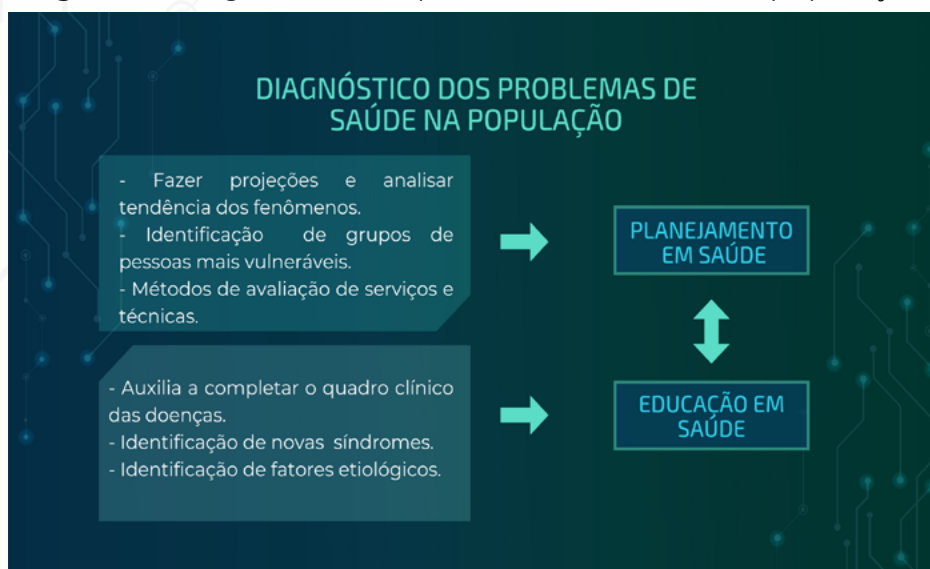 DIAGNÓSTICO DOS PROBLEMAS DE
SAÚDE NA POPULAÇÃO
- Fazer projeções e analisar
tendência dos fenômenos.
- Identificação de grupos de
pessoas mais vulneráveis.
- Métodos de avaliação de serviços e
técnicas.
PLANEJAMENTO
EM SAÚDE
- Auxilia a completar o quadro clínico
das doenças.
- Identificação de novas síndromes.
- Identificação de fatores etiológicos.
EDUCAÇÃO EM
SAÚDE